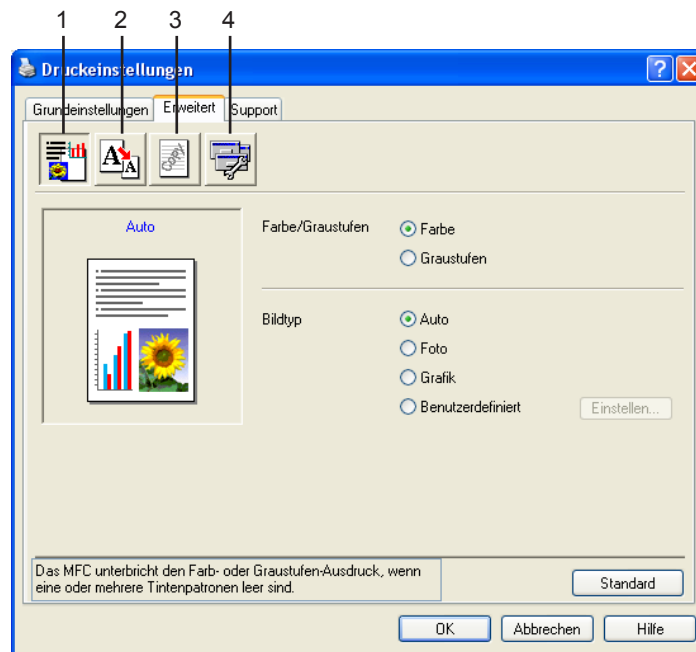 1 2 3 4
Druckeinstellungen
Grundeinstellungen Erweitert Support
A A COPY
Auto
Farbe/Graustufen
Farbe
Graustufen
Bildtyp
Auto
Foto
Grafik
Benutzerdefiniert Einstellen...
Das MFC unterbricht den Farb- oder Graustufen-Ausdruck, wenn
eine oder mehrere Tintenpatronen leer sind.
Standard
OK Abbrechen Hilfe